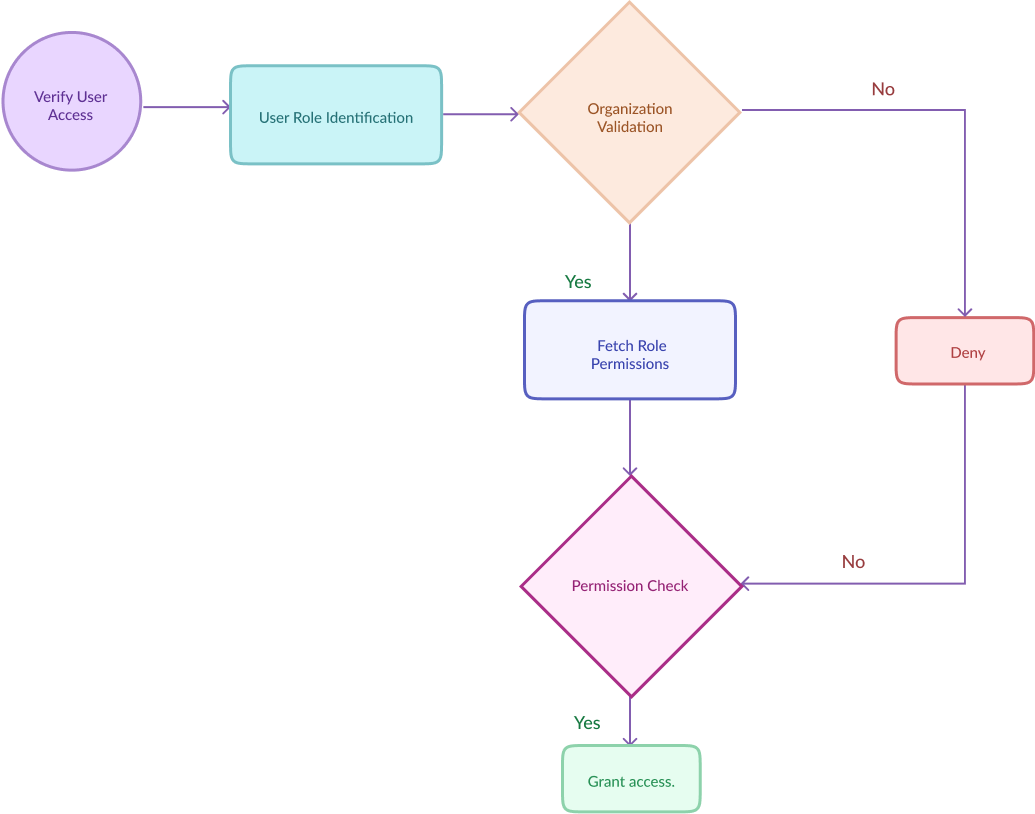 Verify User
Access
User Role Identification
Organization
Validation
No
Yes
Fetch Role
Permissions
Deny
Permission Check
No
Yes
Grant access.